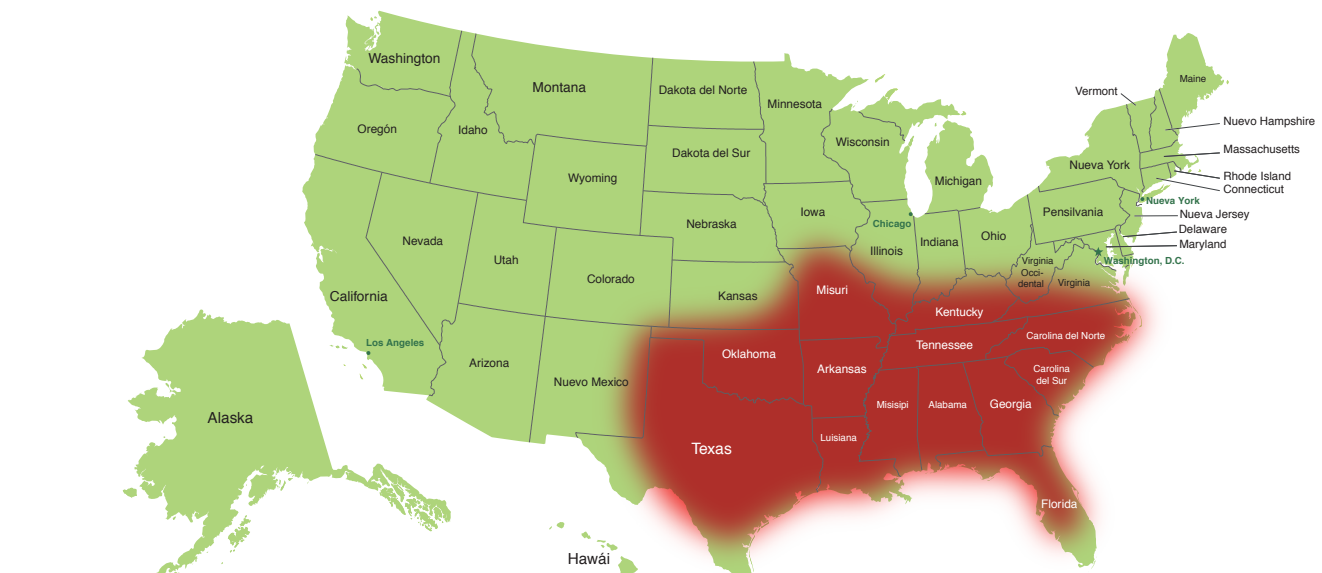 Washington
Montana
Dakota del Norte
Minnesota
Maine
Vermont
Oregón
Idaho
Nuevo Hampshire
Wisconsin
Massachusetts
Dakota del Sur
Nueva York
Wyoming
Michigan
Rhode Island
Connecticut
Nueva York
Iowa
Pensilvania
Nueva Jersey
Nebraska
Chicago
Delaware
Nevada
Indiana
Ohio
Maryland
Illinois
Utah
Virginia
Occi-
dental
Washington, D.C.
Colorado
Virginia
California
Kansas
Misuri
Kentucky
Carolina del Norte
Los Angeles
Tennessee
Oklahoma
Arizona
Arkansas
Carolina
del Sur
Nuevo Mexico
Misisipi
Alabama
Georgia
Alaska
Luisiana
Texas
Florida
Hawái